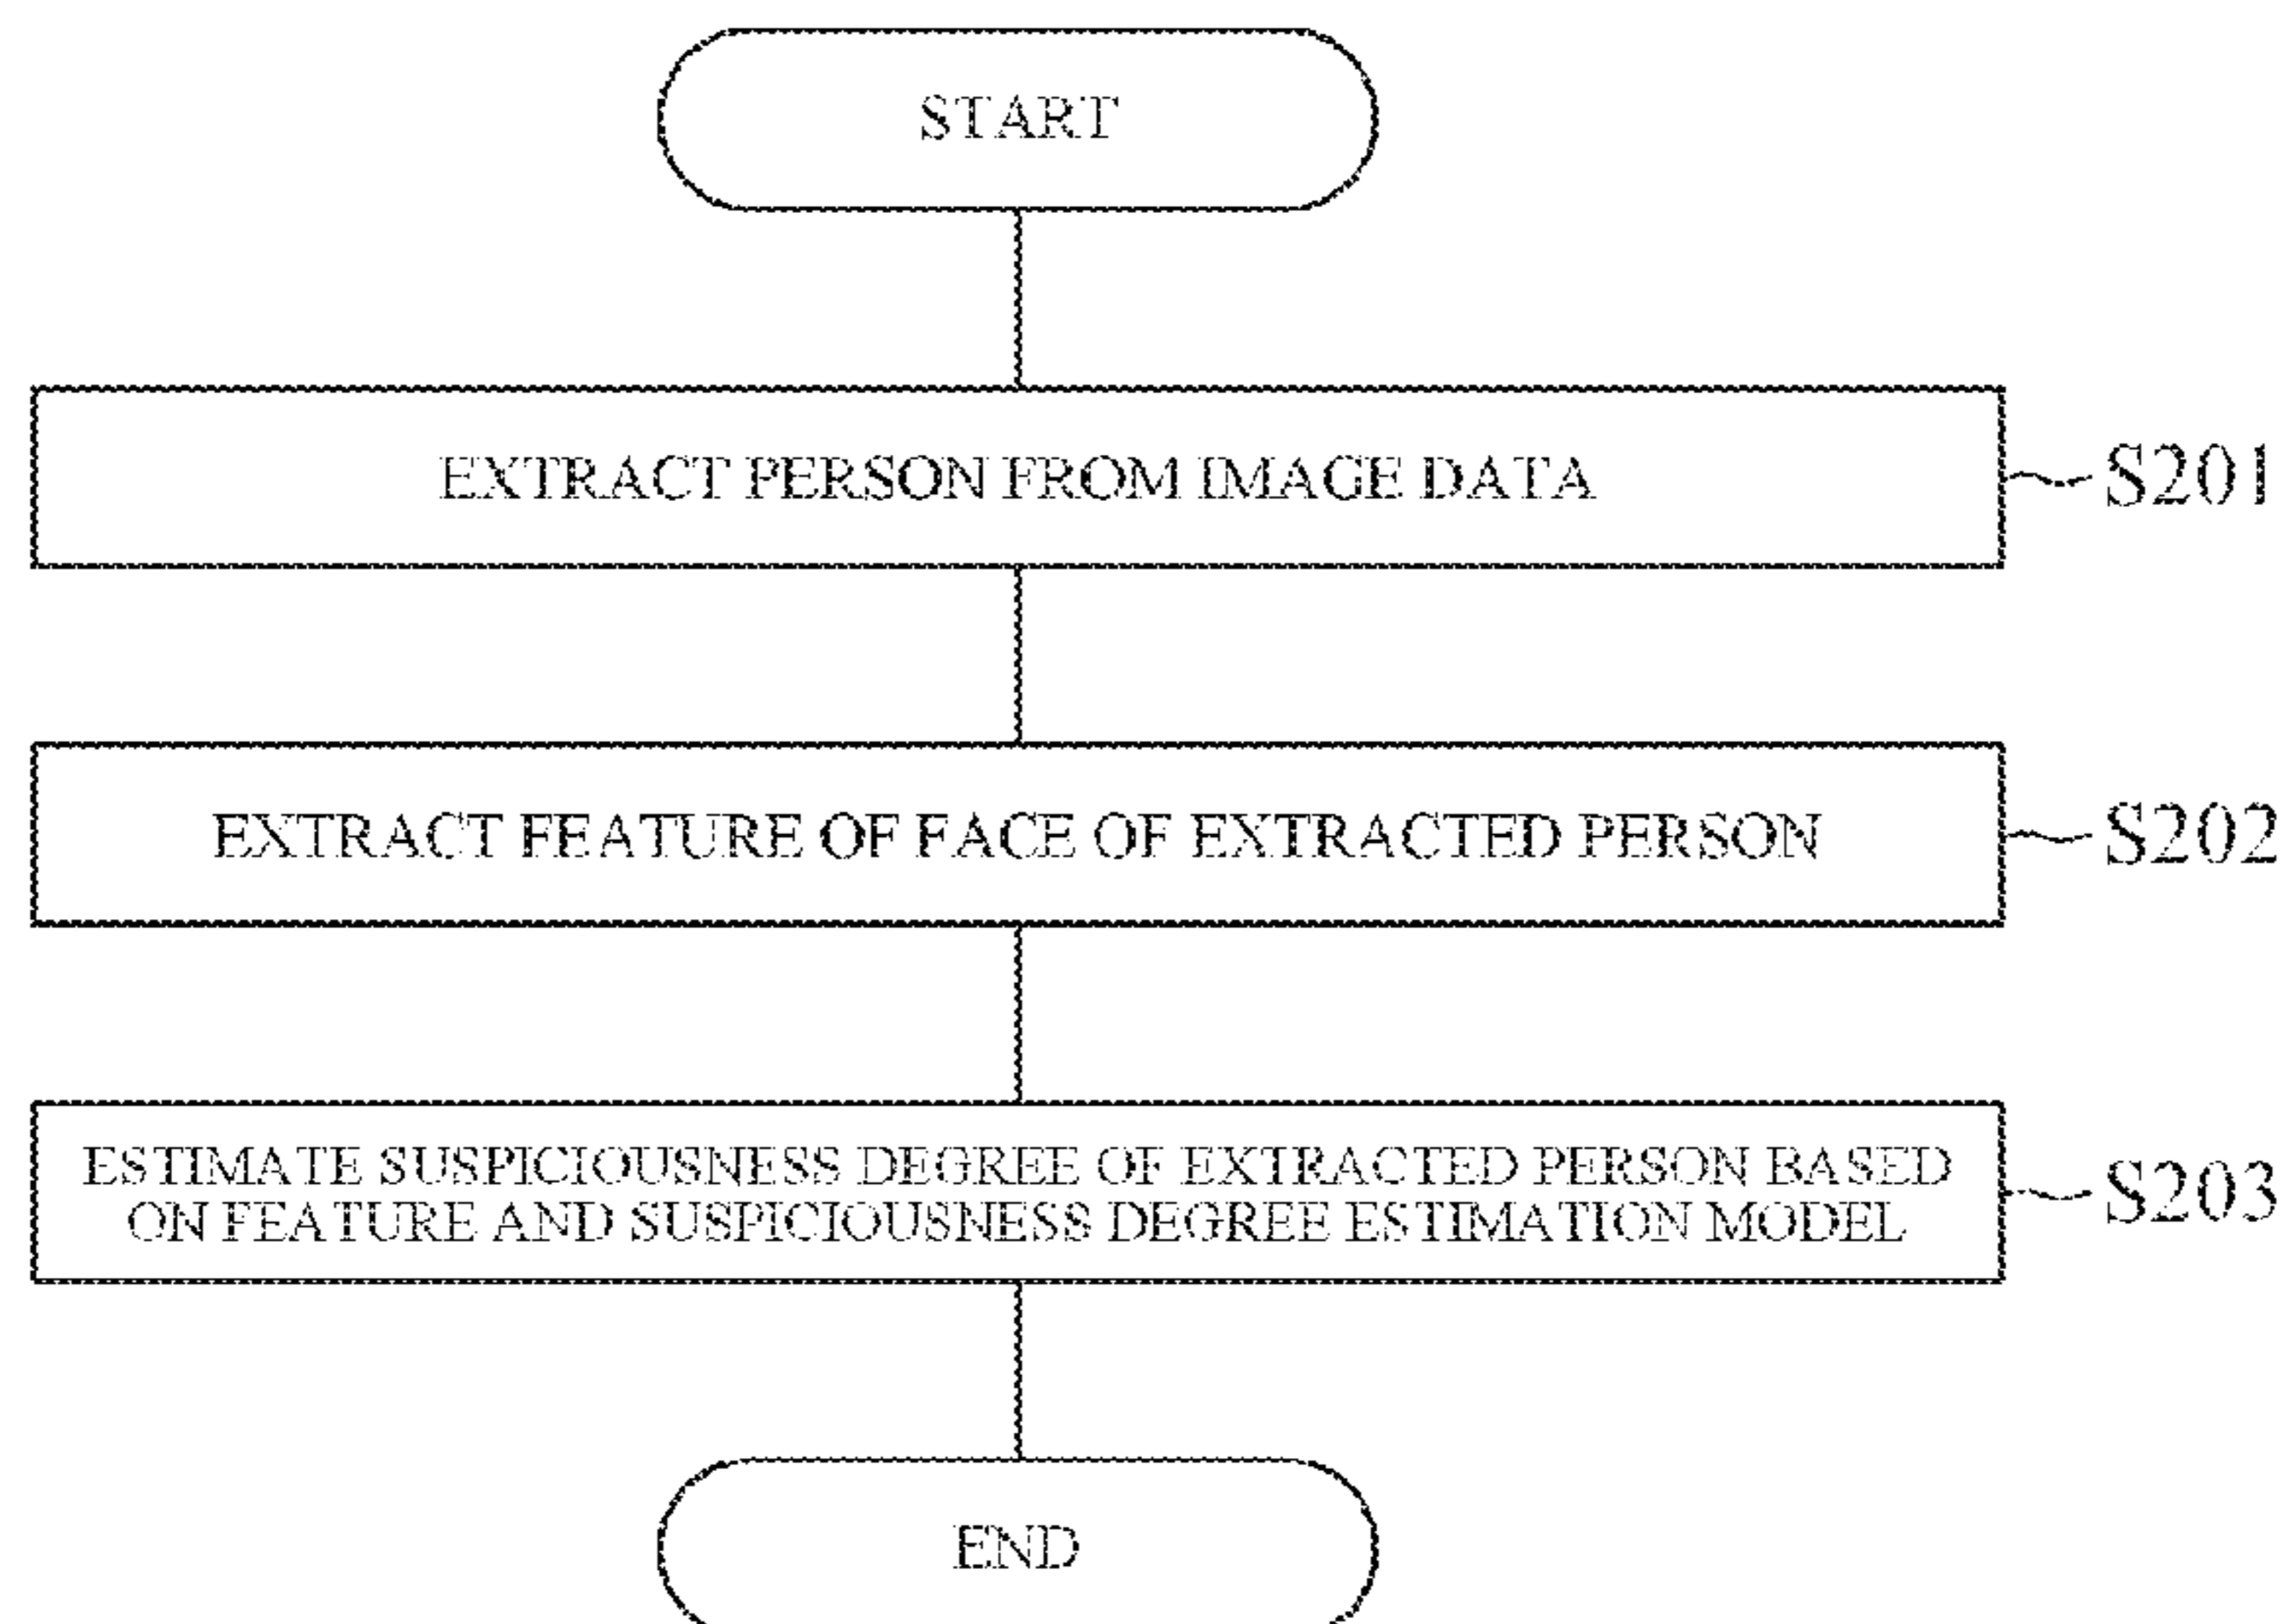 START
EXTRACT PERSON FROM IMAGE DATA
S201
EXTRACT FEATURE OF FACE OF EXTRACTED PERSON
S202
ESTIMATE SUSPICIOUSNESS DEGREE OF EXTRACTED PERSON BASED
ON FEATURE AND SUSPICIOUSNESS DEGREE ESTIMATION MODEL
S203
END